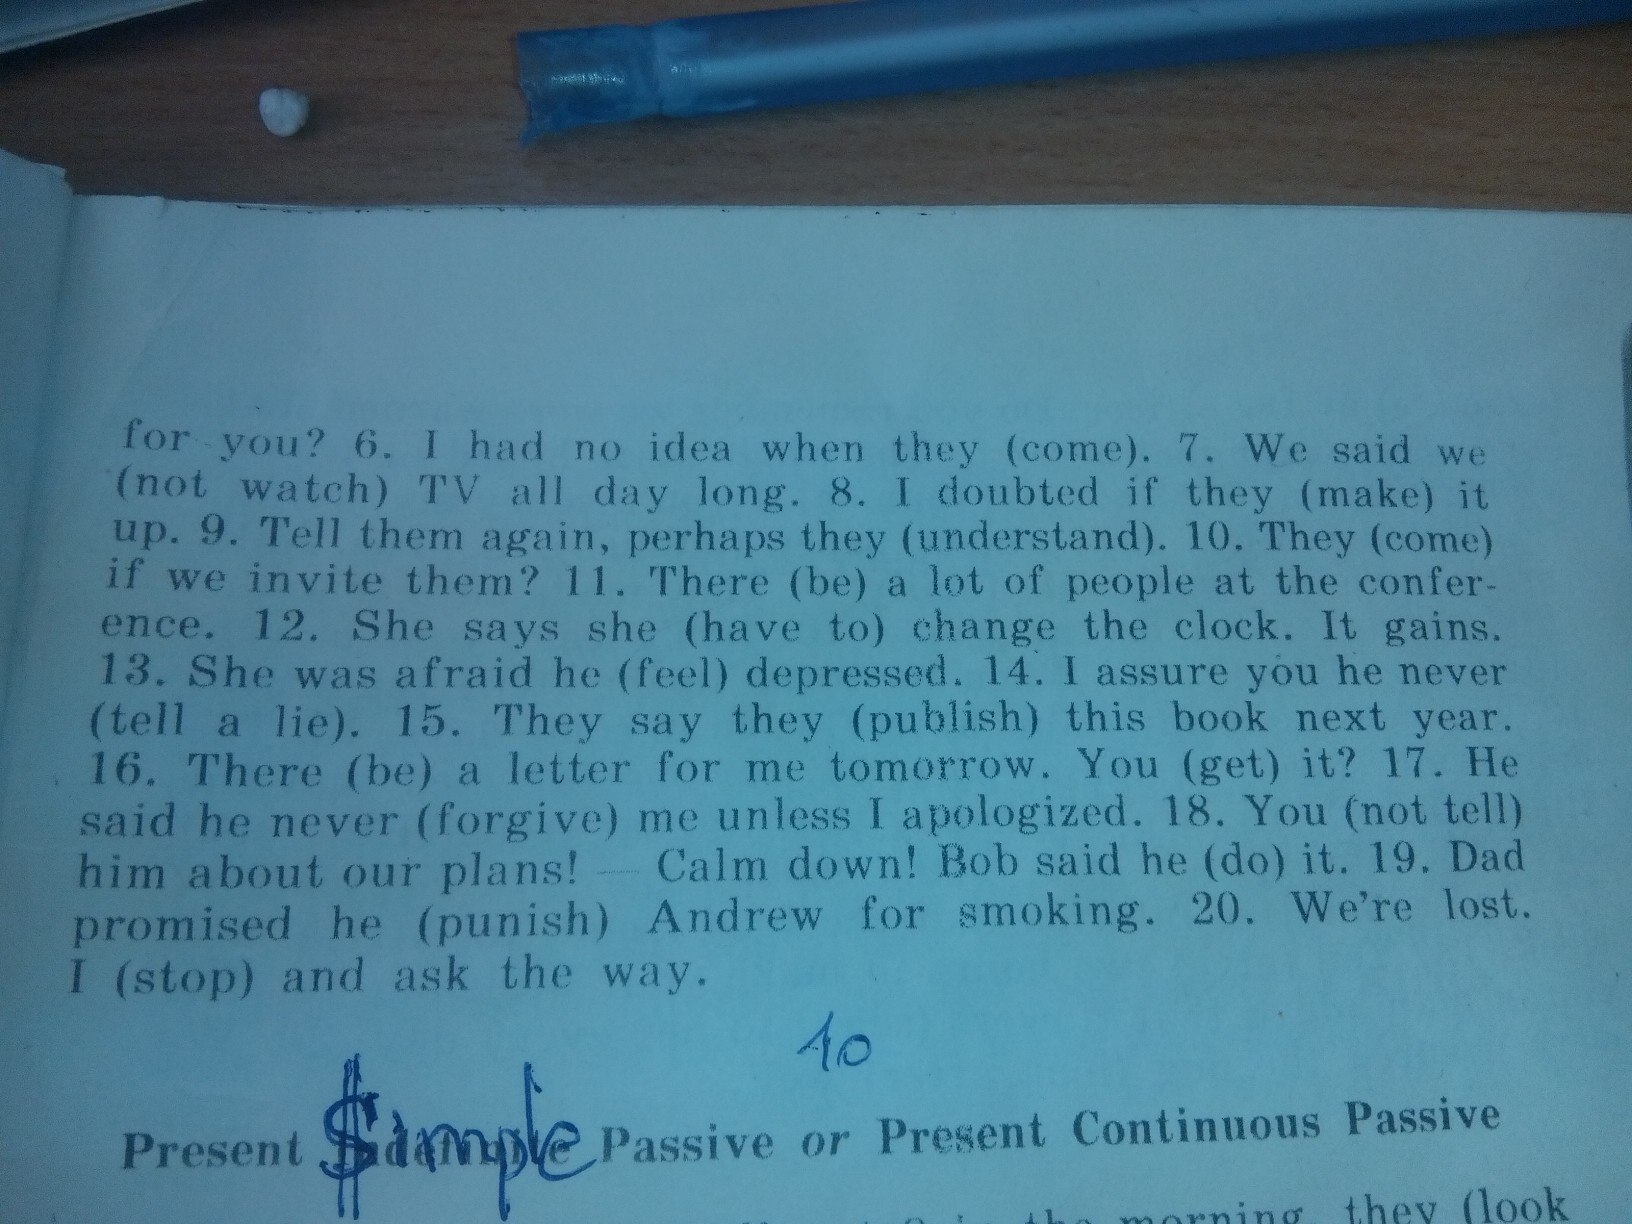 for you? 6. I had no idea when they (come). 7. We said we
(not watch) TV all day long. 8. I doubted if they (make) it
up. 9. Tell them again, perhaps they (understand). 10. They (come)
if we invite them? 11. There (be) a lot of people at the confer-
ence. 12. She says she (have to) change the clock. It gains.
13. She was afraid he (feel) depressed. 14. I assure you he never
(tell a lie). 15. They say they (publish) this book next year.
16. There (be) a letter for me tomorrow. You (get) it? 17. He
said he never (forgive) me unless I apologized. 18. You (not tell)
him about our plans! — Calm down! Bob said he (do) it. 19. Dad
promised he (punish) Andrew for smoking. 20. We're lost.
I (stop) and ask the way.
10
Present $imple Passive or Present Continuous Passive
the morning, they (look